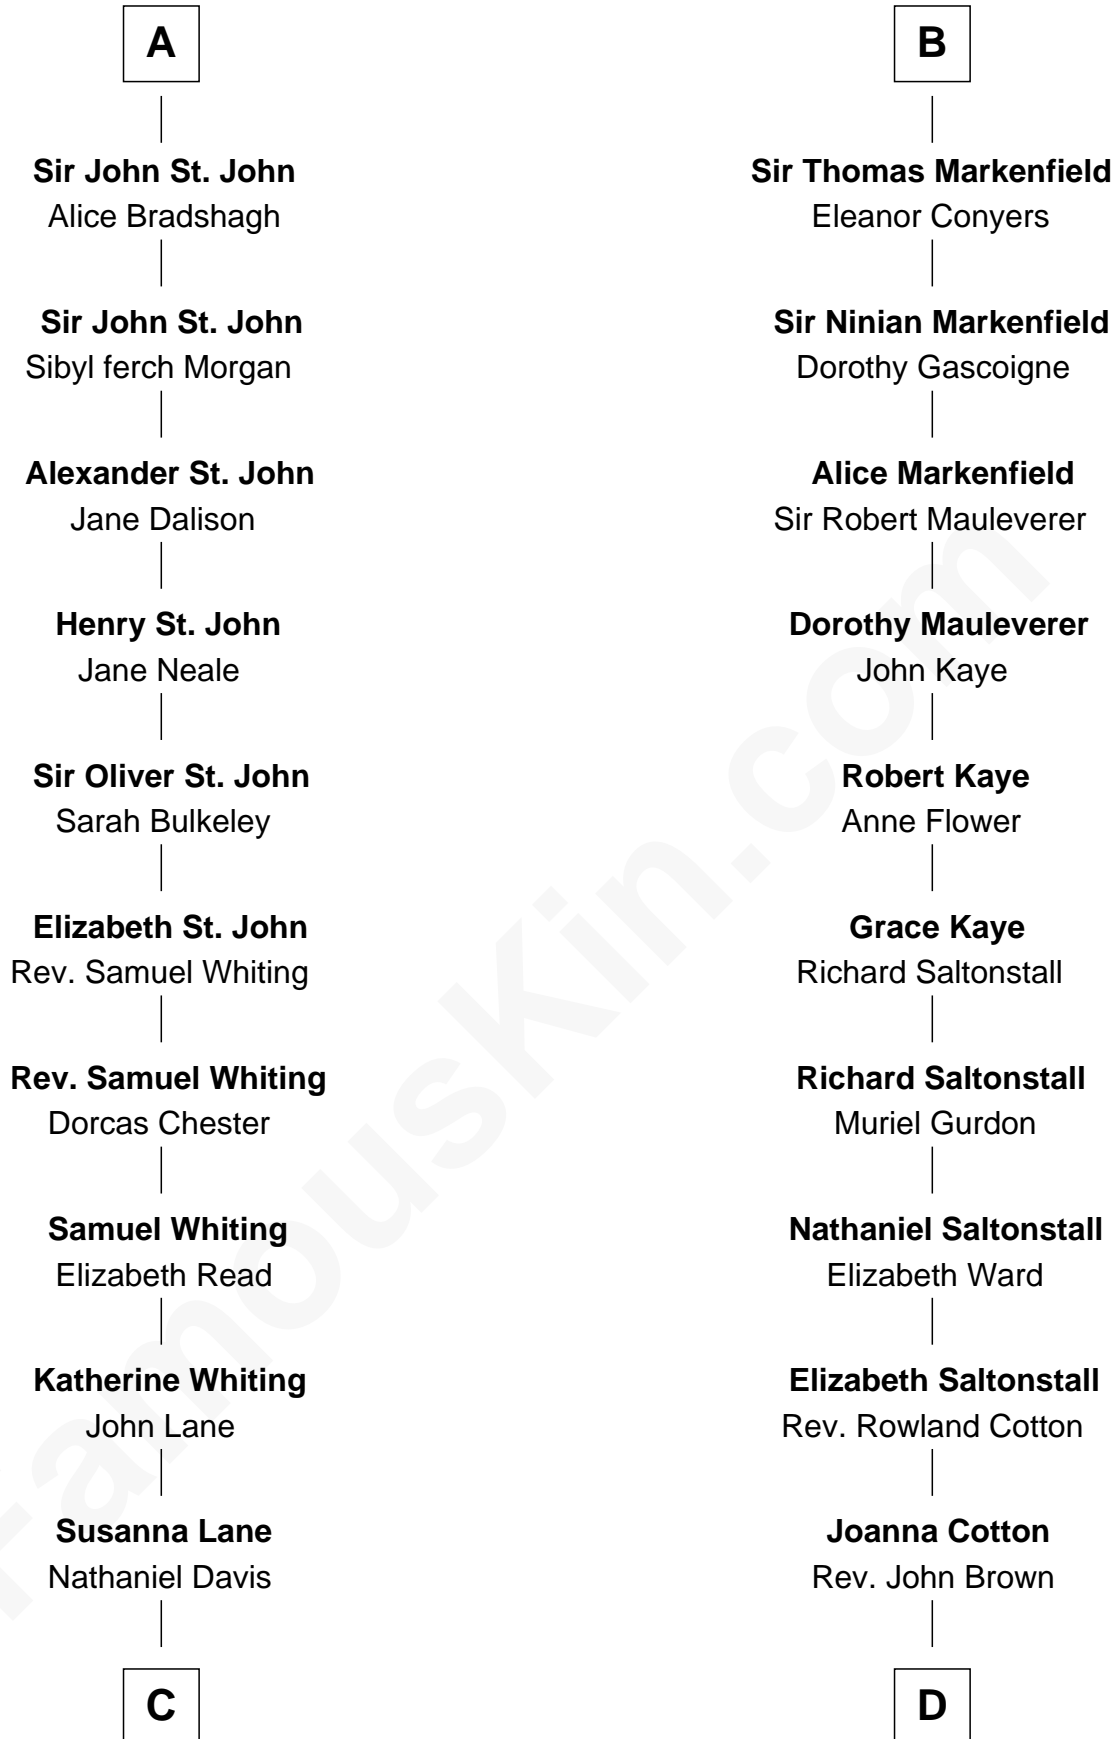 A
Sir John St. John
Alice Bradshagh
Sir John St. John
Sibyl ferch Morgan
Alexander St. John
Jane Dalison
Henry St. John
Jane Neale
Sir Oliver St. John
Sarah Bulkeley
Elizabeth St. John
Rev. Samuel Whiting
Rev. Samuel Whiting
Dorcas Chester
Samuel Whiting
Elizabeth Read
Katherine Whiting
John Lane
Susanna Lane
Nathaniel Davis
C
B
Sir Thomas Markenfield
Eleanor Conyers
Sir Ninian Markenfield
Dorothy Gascoigne
Alice Markenfield
Sir Robert Mauleverer
Dorothy Mauleverer
John Kaye
Robert Kaye
Anne Flower
Grace Kaye
Richard Saltonstall
Richard Saltonstall
Muriel Gurdon
Nathaniel Saltonstall
Elizabeth Ward
Elizabeth Saltonstall
Rev. Rowland Cotton
Joanna Cotton
Rev. John Brown
D
FamousKin.com